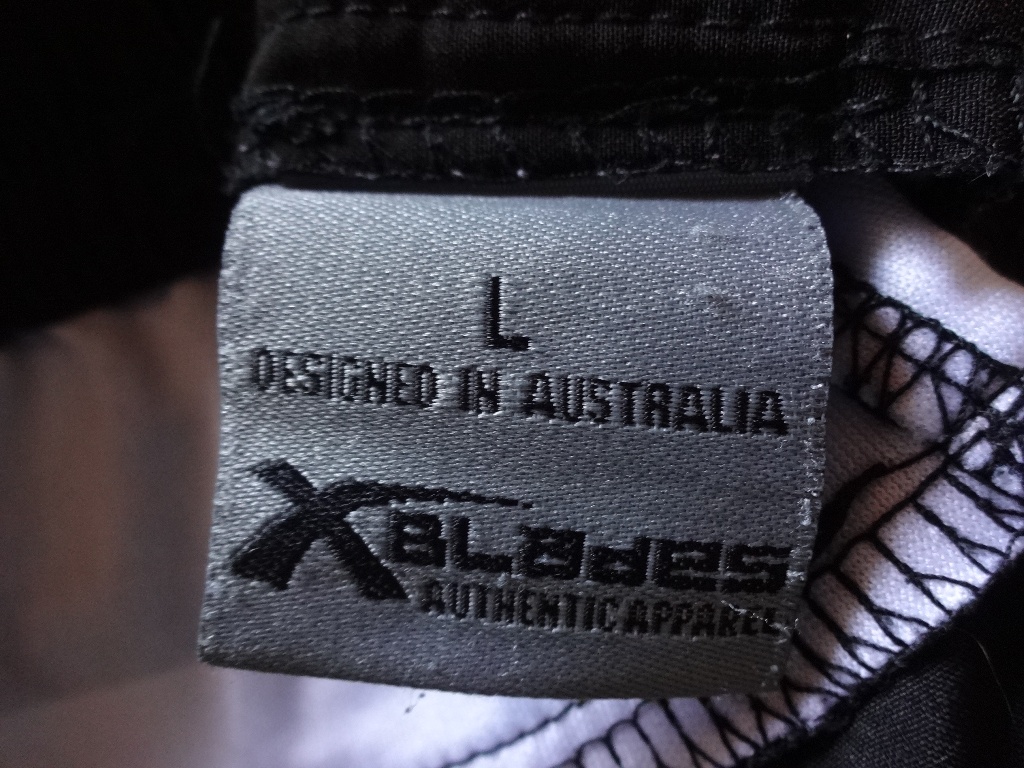 L
DESIGNED IN AUSTRALIA
XBLades
AUTHENTIC APPAREL